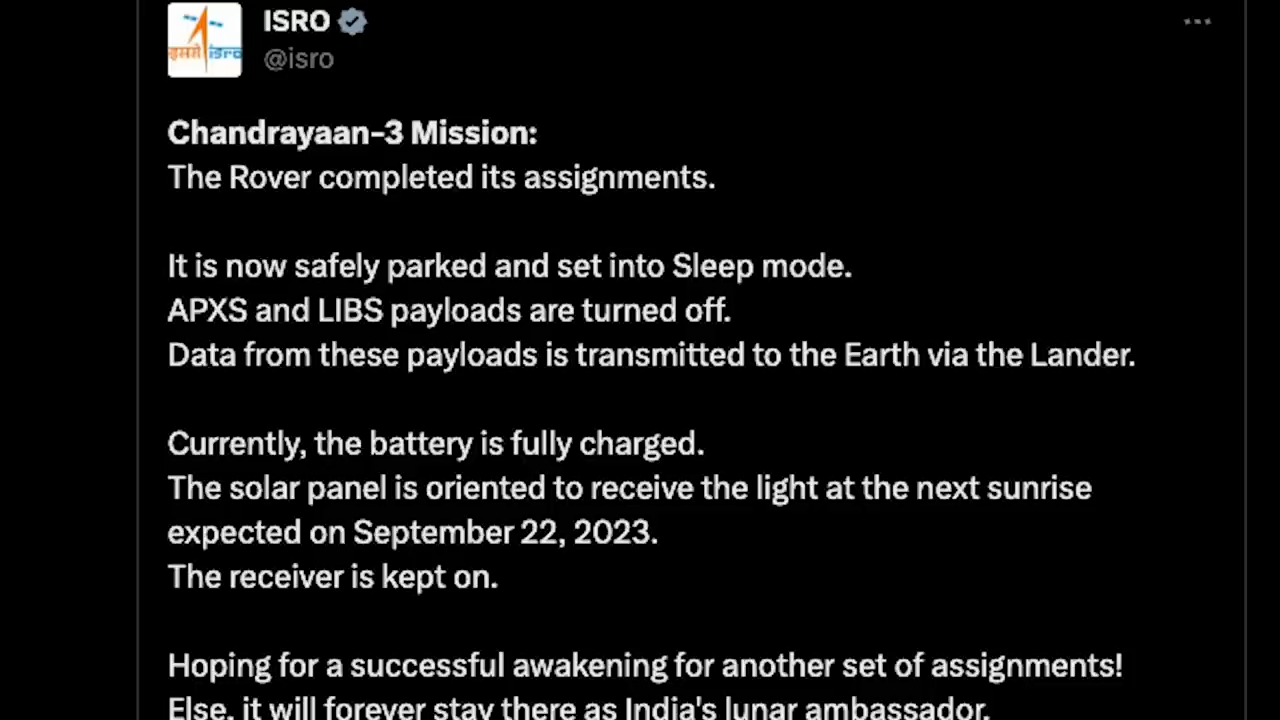 इसरो isro
ISRO
@isro
Chandrayaan-3 Mission:
The Rover completed its assignments.
It is now safely parked and set into Sleep mode.
APXS and LIBS payloads are turned off.
Data from these payloads is transmitted to the Earth via the Lander.
Currently, the battery is fully charged.
The solar panel is oriented to receive the light at the next sunrise
expected on September 22, 2023.
The receiver is kept on.
Hoping for a successful awakening for another set of assignments!
Else, it will forever stay there as India's lunar ambassador.